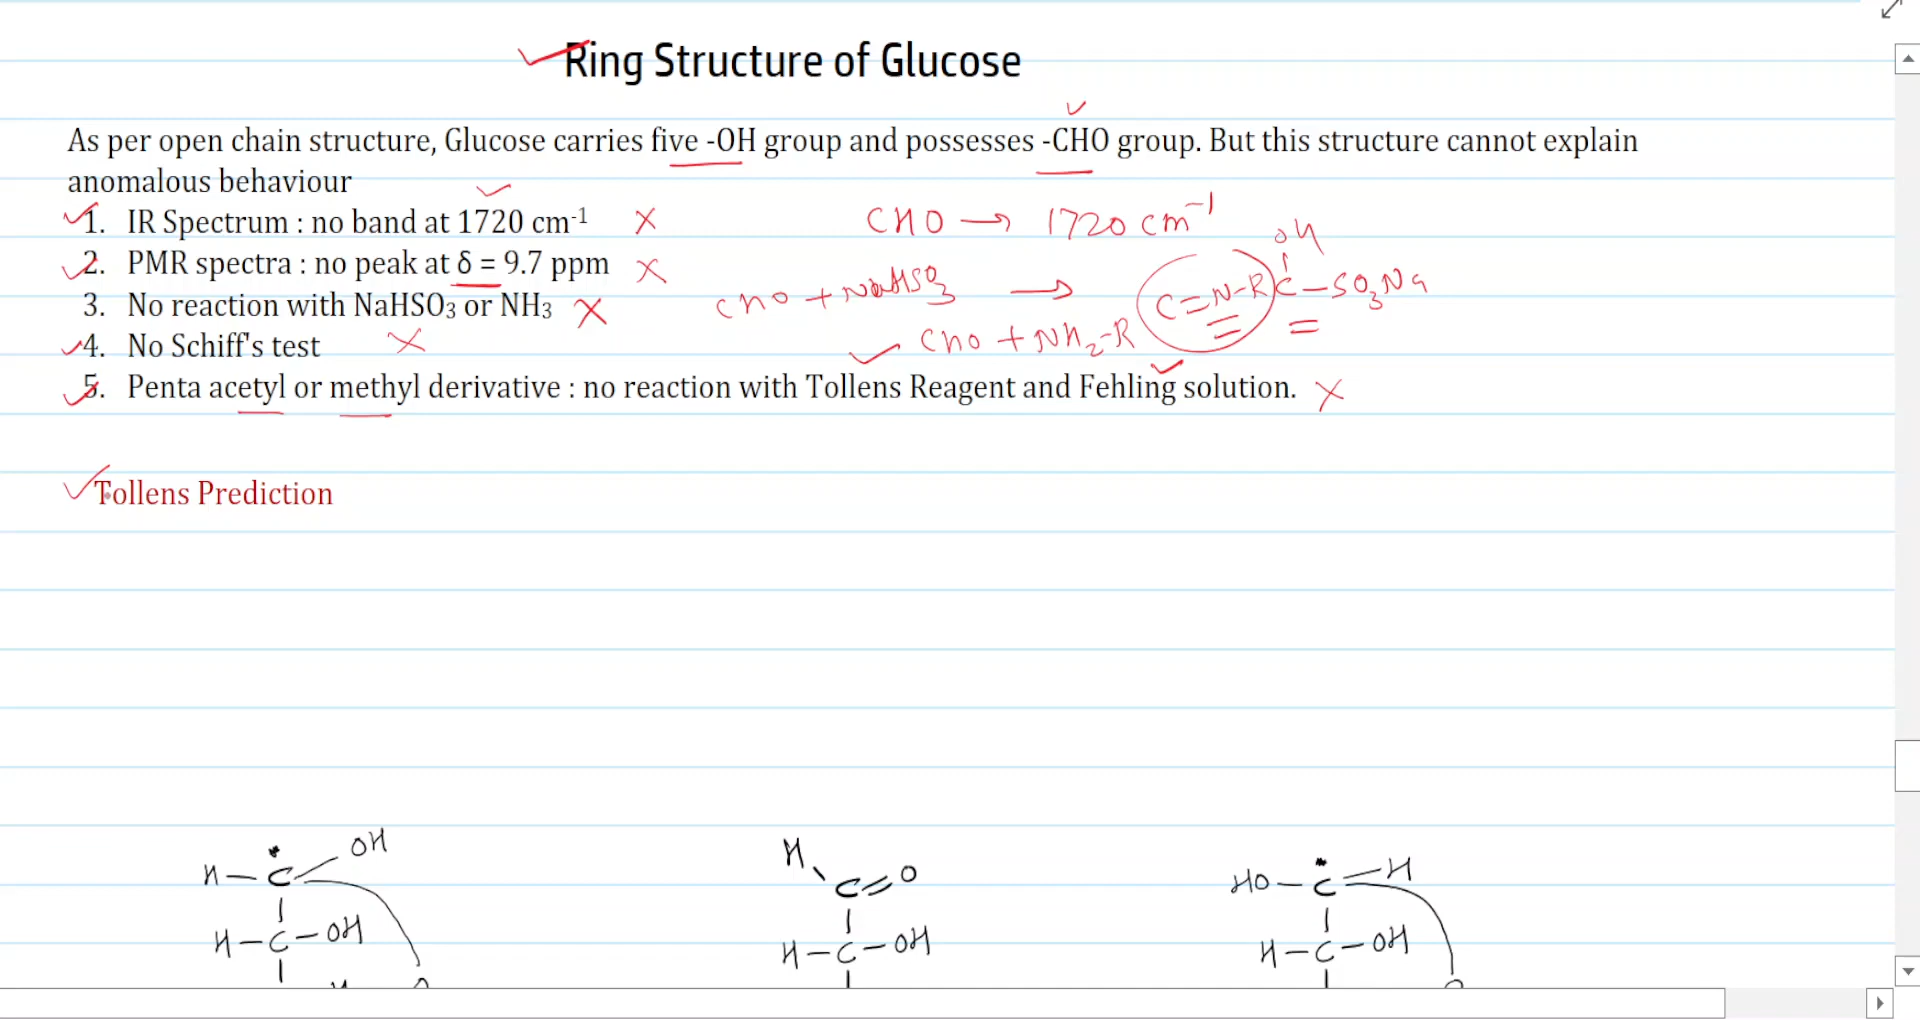 Ring Structure of Glucose
As per open chain structure, Glucose carries five -OH group and possesses -CHO group. But this structure cannot explain
anomalous behaviour
1. IR Spectrum : no band at 1720 cm-1 X CHO → 1720 cm-1
OH
2. PMR spectra : no peak at δ = 9.7 ppm X
CHO + NaHSO3 → C=N-R C-SO3Na
3. No reaction with NaHSO3 or NH3 X
4. No Schiff's test X CHO + NH2-R
5. Penta acetyl or methyl derivative : no reaction with Tollens Reagent and Fehling solution. X
Tollens Prediction
H-C OH H C=O HO-C-H
H-C-OH H-C-OH H-C-OH